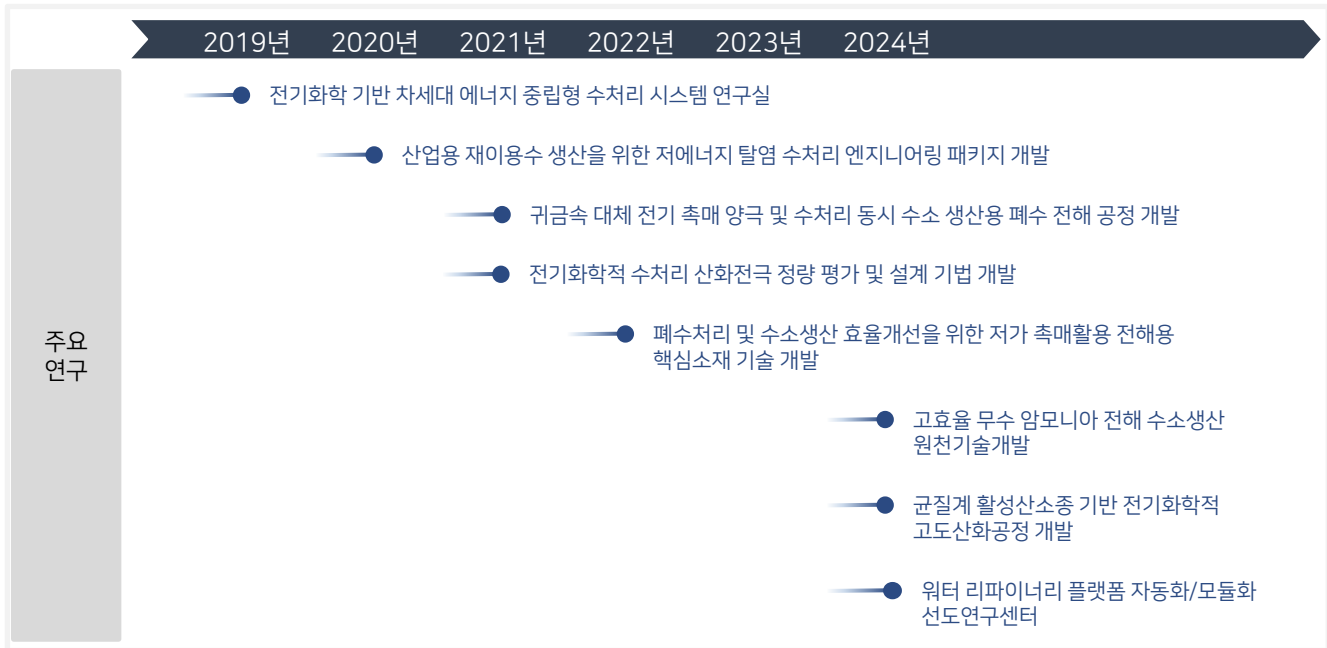 2019년 2020년 2021년 2022년 2023년 2024년
주요
연구
전기화학 기반 차세대 에너지 중립형 수처리 시스템 연구실
산업용 재이용수 생산을 위한 저에너지 탈염 수처리 엔지니어링 패키지 개발
귀금속 대체 전기 촉매 양극 및 수처리 동시 수소 생산용 폐수 전해 공정 개발
전기화학적 수처리 산화전극 정량 평가 및 설계 기법 개발
폐수처리 및 수소생산 효율개선을 위한 저가 촉매활용 전해용
핵심소재 기술 개발
고효율 무수 암모니아 전해 수소생산
원천기술개발
균질계 활성산소종 기반 전기화학적
고도산화공정 개발
워터 리파이너리 플랫폼 자동화/모듈화
선도연구센터